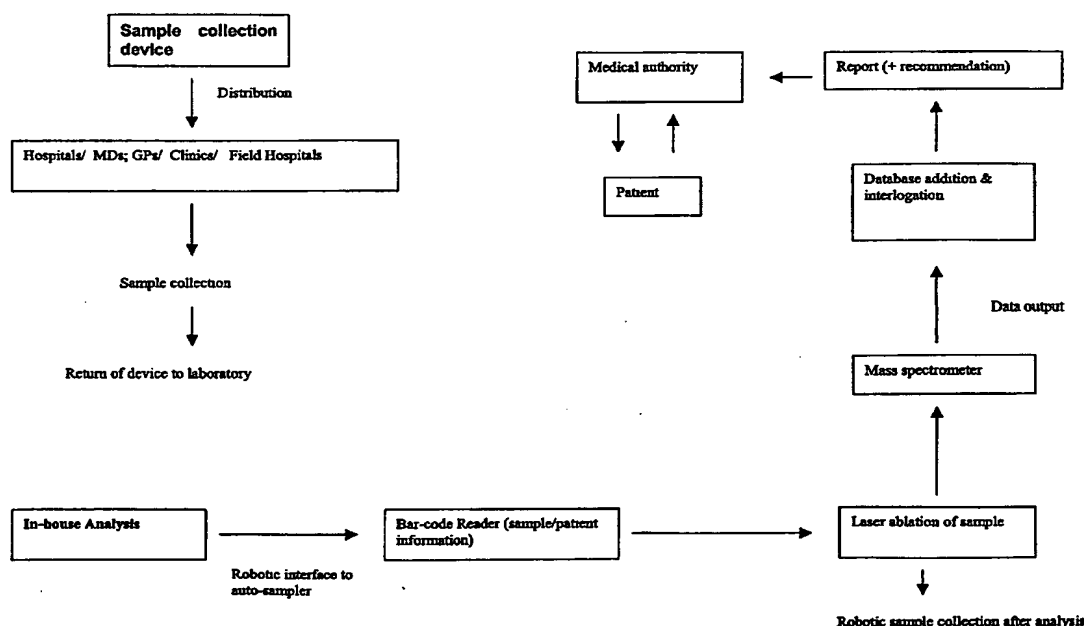 Sample collection
device
Distribution
Hospitals/ MDs; GPs/ Clinics/ Field Hospitals
Sample collection
Return of device to laboratory
Medical authority
Report (+ recommendation)
Patient
Database addition &
interlogation
Data output
Mass spectrometer
In-house Analysis
Robotic interface to
auto-sampler
Bar-code Reader (sample/patient
information)
Laser ablation of sample
Robotic sample collection after analysis